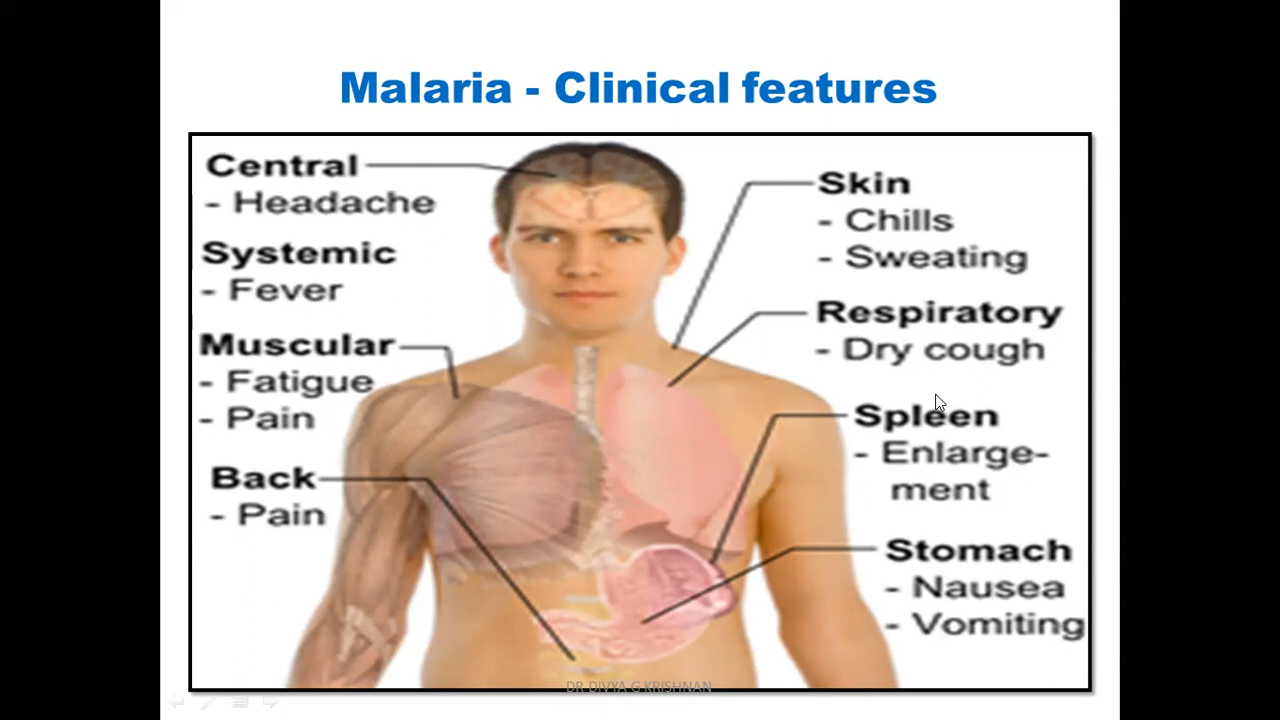 Malaria - Clinical features
Central
- Headache
Systemic
- Fever
Muscular
- Fatigue
- Pain
Back
- Pain
Skin
- Chills
- Sweating
Respiratory
- Dry cough
Spleen
- Enlarge-
ment
Stomach
- Nausea
- Vomiting
DR DIVYA G KRISHNAN